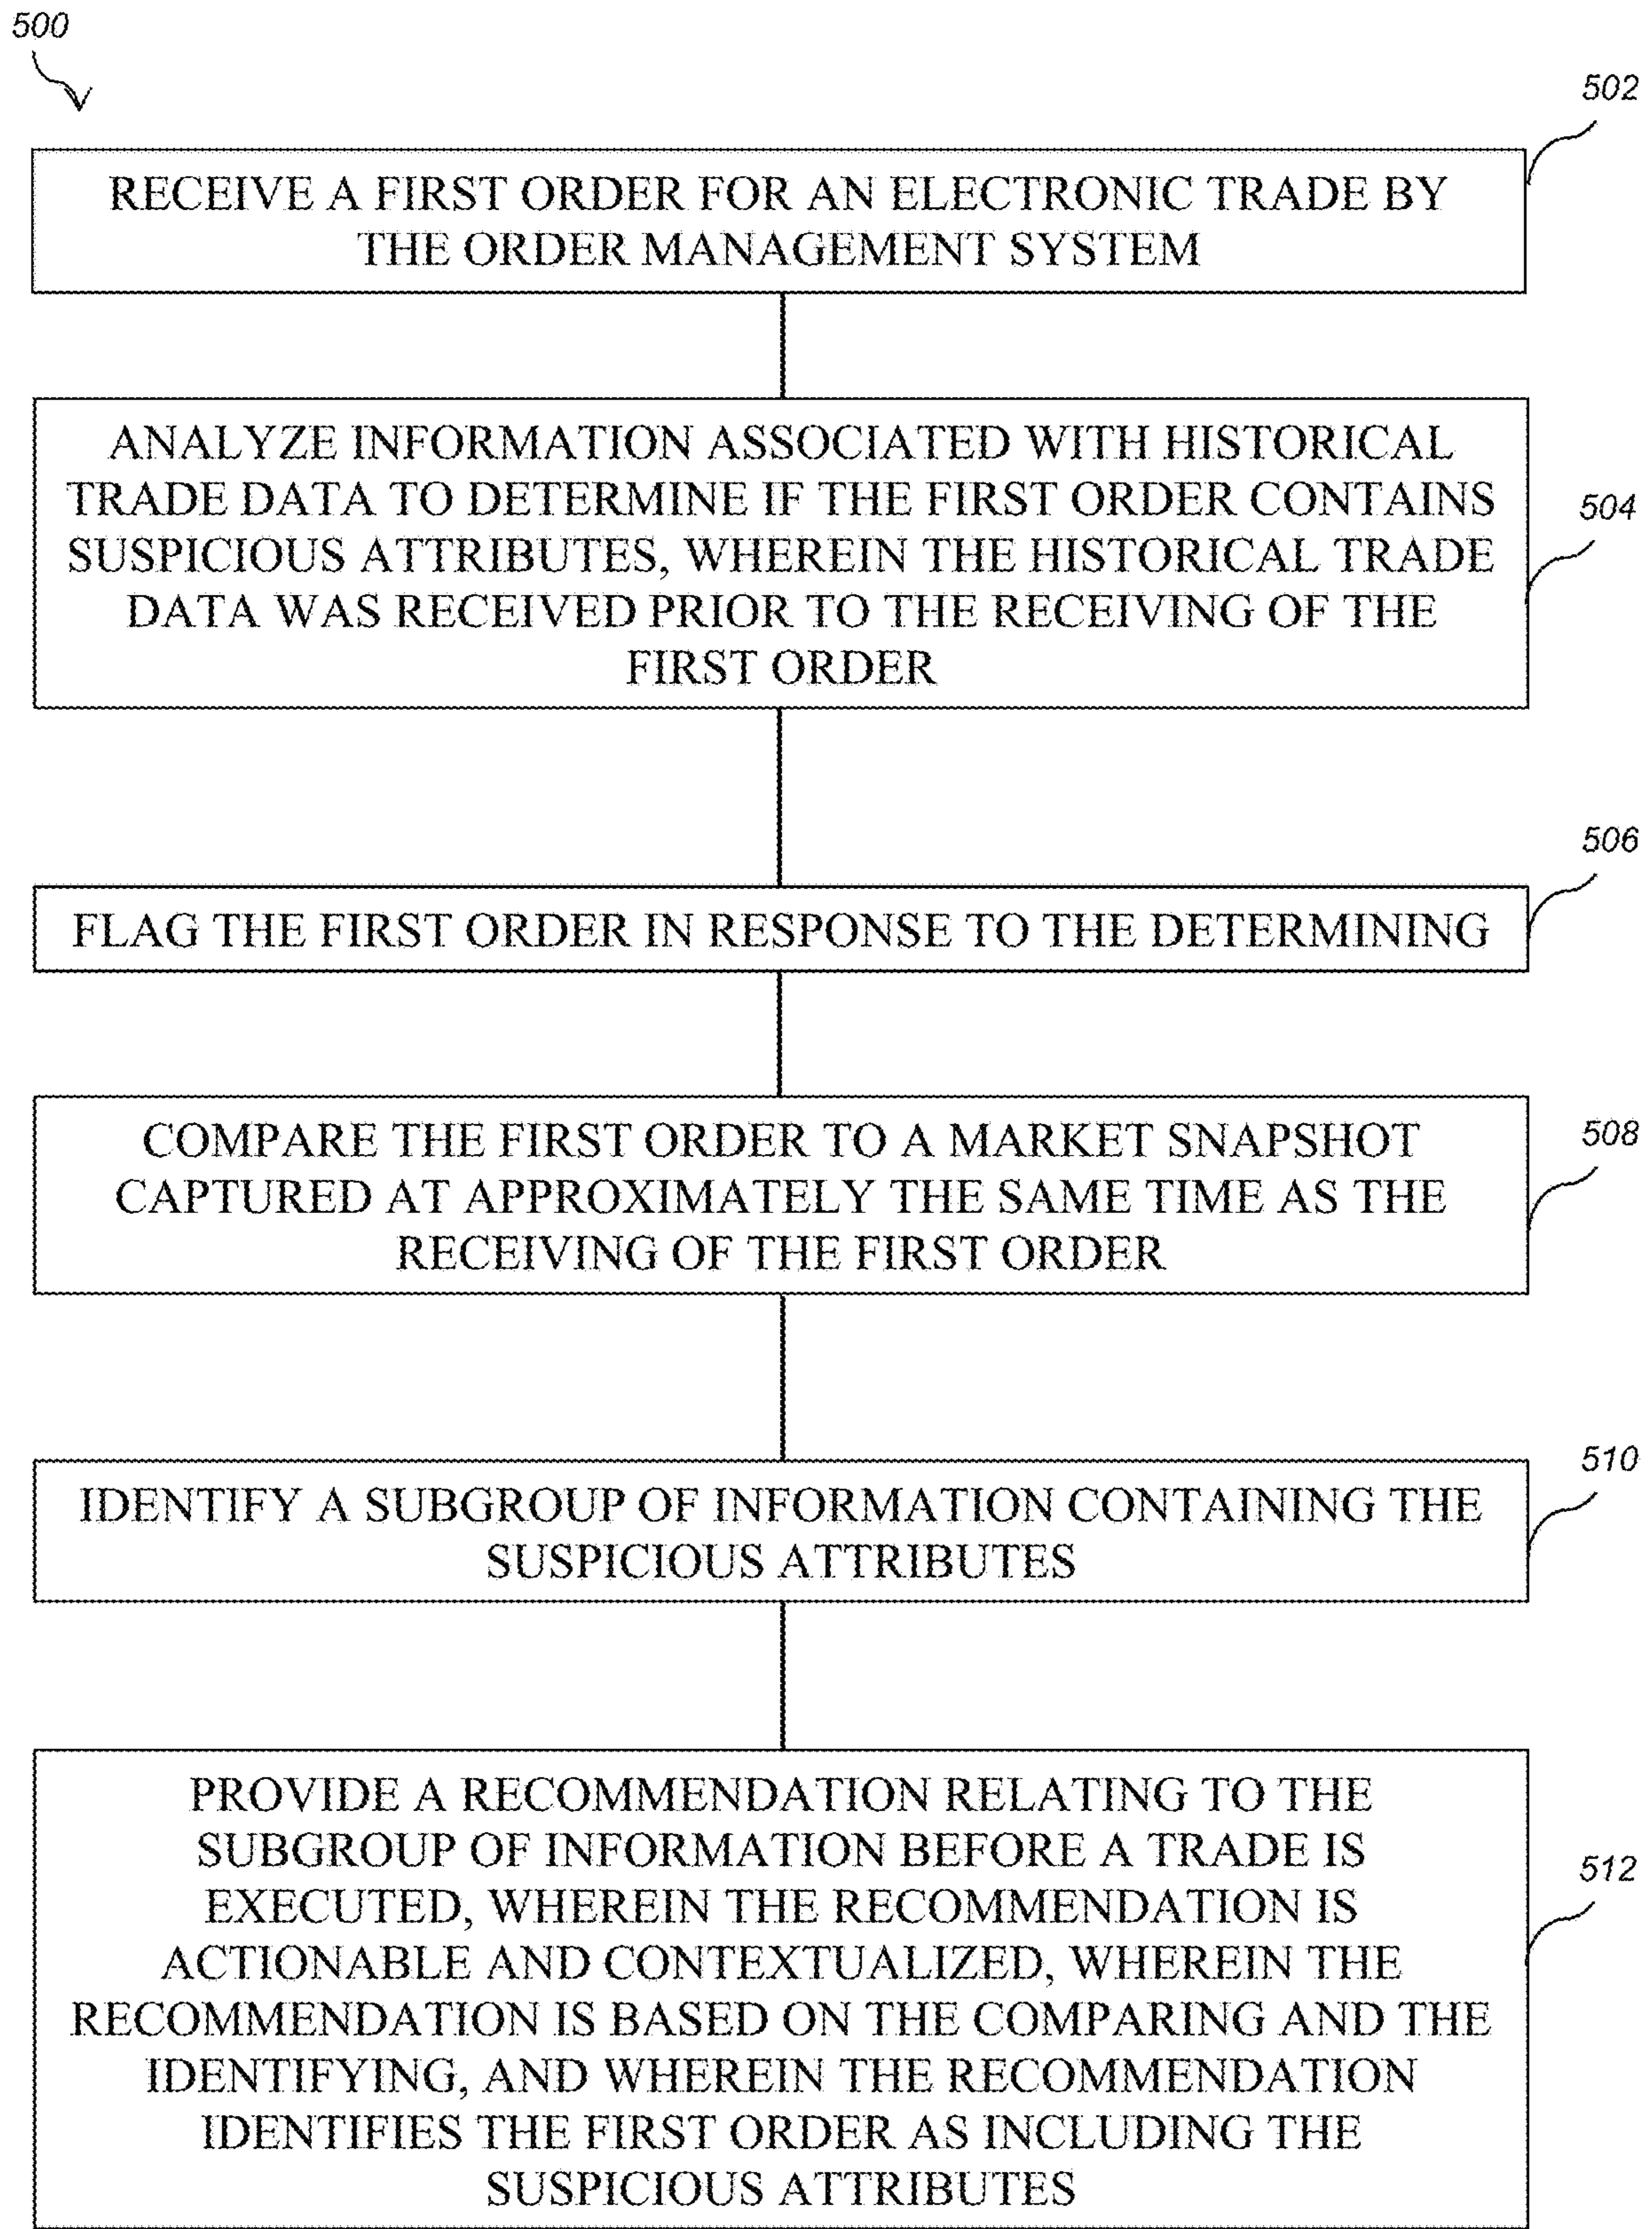 500
502
RECEIVE A FIRST ORDER FOR AN ELECTRONIC TRADE BY
THE ORDER MANAGEMENT SYSTEM
ANALYZE INFORMATION ASSOCIATED WITH HISTORICAL
TRADE DATA TO DETERMINE IF THE FIRST ORDER CONTAINS
SUSPICIOUS ATTRIBUTES, WHEREIN THE HISTORICAL TRADE
DATA WAS RECEIVED PRIOR TO THE RECEIVING OF THE
FIRST ORDER
504
506
FLAG THE FIRST ORDER IN RESPONSE TO THE DETERMINING
COMPARE THE FIRST ORDER TO A MARKET SNAPSHOT
CAPTURED AT APPROXIMATELY THE SAME TIME AS THE
RECEIVING OF THE FIRST ORDER
508
510
IDENTIFY A SUBGROUP OF INFORMATION CONTAINING THE
SUSPICIOUS ATTRIBUTES
PROVIDE A RECOMMENDATION RELATING TO THE
SUBGROUP OF INFORMATION BEFORE A TRADE IS
EXECUTED, WHEREIN THE RECOMMENDATION IS
ACTIONABLE AND CONTEXTUALIZED, WHEREIN THE
RECOMMENDATION IS BASED ON THE COMPARING AND THE
IDENTIFYING, AND WHEREIN THE RECOMMENDATION
IDENTIFIES THE FIRST ORDER AS INCLUDING THE
SUSPICIOUS ATTRIBUTES
512